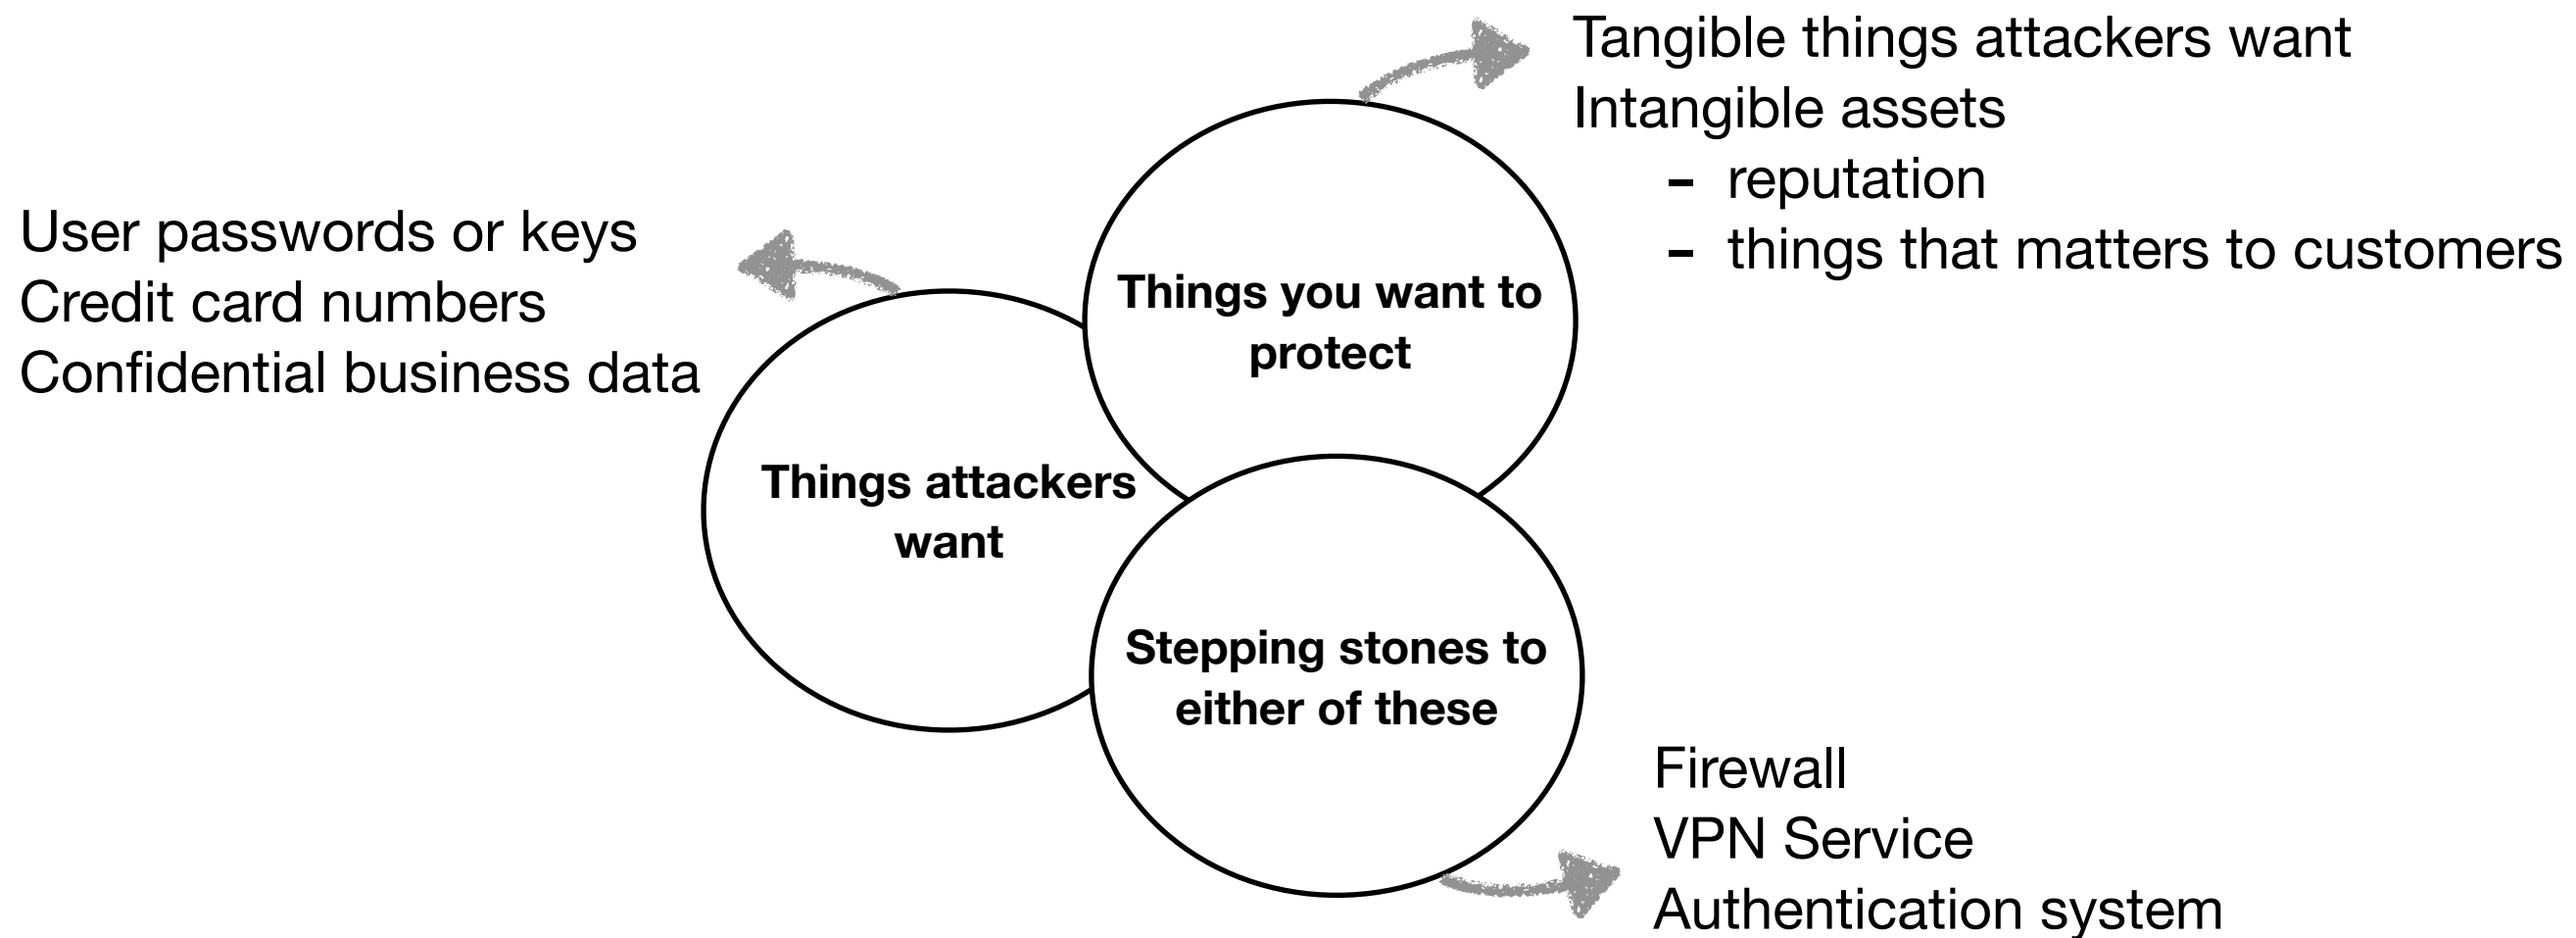 Tangible things attackers want
Intangible assets
- reputation
- things that matters to customers
User passwords or keys
Credit card numbers
Confidential business data
Things you want to
protect
Things attackers
want
Stepping stones to
either of these
Firewall
VPN Service
Authentication system